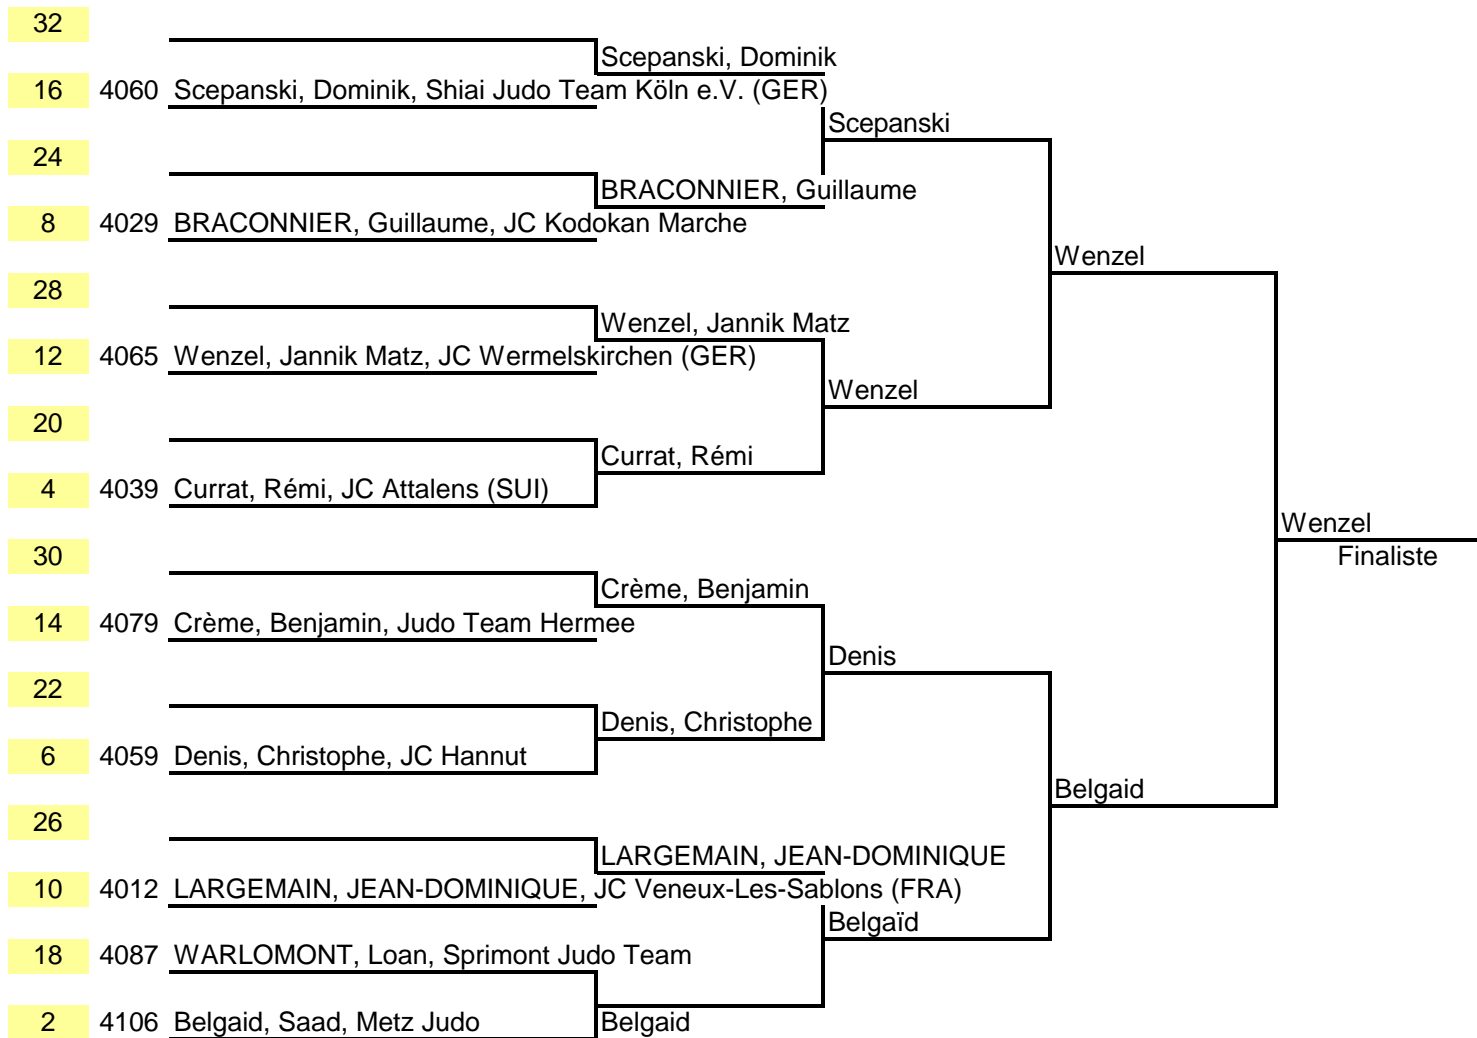 32
Scepanski, Dominik
16 4060 Scepanski, Dominik, Shiai Judo Team Köln e.V. (GER)
Scepanski
24
BRACONNIER, Guillaume
8 4029 BRACONNIER, Guillaume, JC Kodokan Marche
Wenzel
28
Wenzel, Jannik Matz
12 4065 Wenzel, Jannik Matz, JC Wermelskirchen (GER)
Wenzel
20
Currat, Rémi
4 4039 Currat, Rémi, JC Attalens (SUI)
Wenzel
30
Finaliste
Crème, Benjamin
14 4079 Crème, Benjamin, Judo Team Hermee
Denis
22
Denis, Christophe
6 4059 Denis, Christophe, JC Hannut
Belgaid
26
LARGEMAIN, JEAN-DOMINIQUE
10 4012 LARGEMAIN, JEAN-DOMINIQUE, JC Veneux-Les-Sablons (FRA)
Belgaïd
18 4087 WARLOMONT, Loan, Sprimont Judo Team
2 4106 Belgaid, Saad, Metz Judo
Belgaid